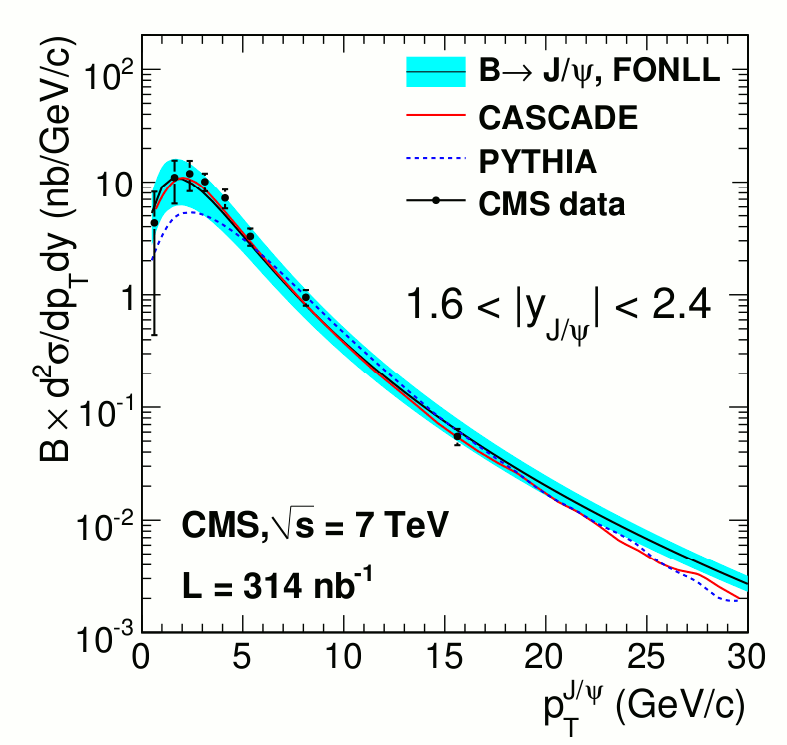 B→ J/ψ, FONLL
CASCADE
PYTHIA
CMS data
1.6 < |y_{J/ψ}| < 2.4
CMS, √s = 7 TeV
L = 314 nb⁻¹
B × d²σ/dp_T dy (nb/GeV/c)
10²
10
1
10⁻¹
10⁻²
10⁻³
0 5 10 15 20 25 30
p_T^{J/ψ} (GeV/c)